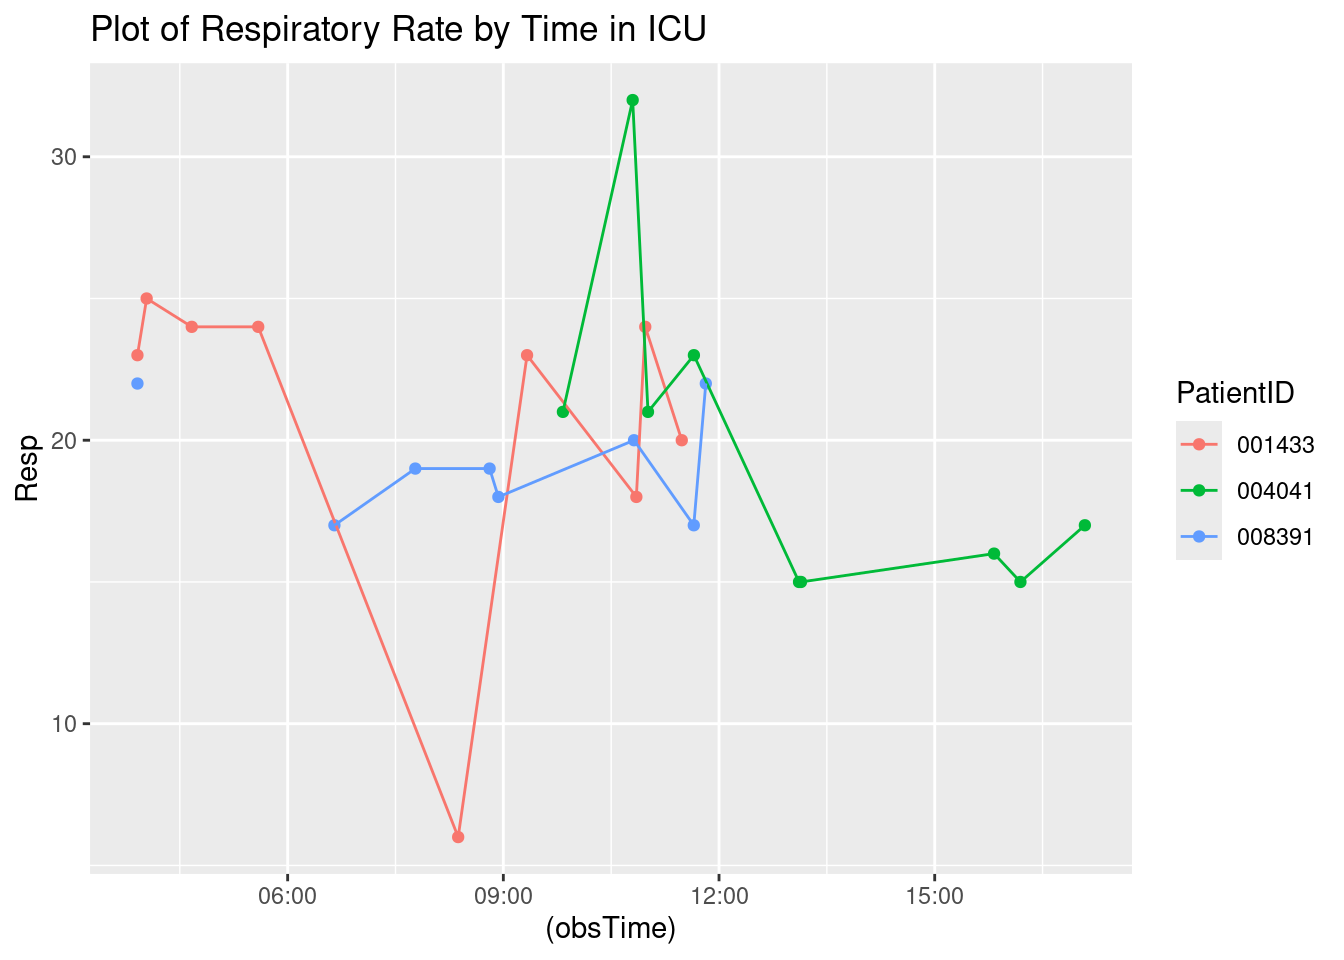 Plot of Respiratory Rate by Time in ICU
30
20
10
Resp
06:00 09:00 12:00 15:00
(obsTime)
PatientID
001433
004041
008391